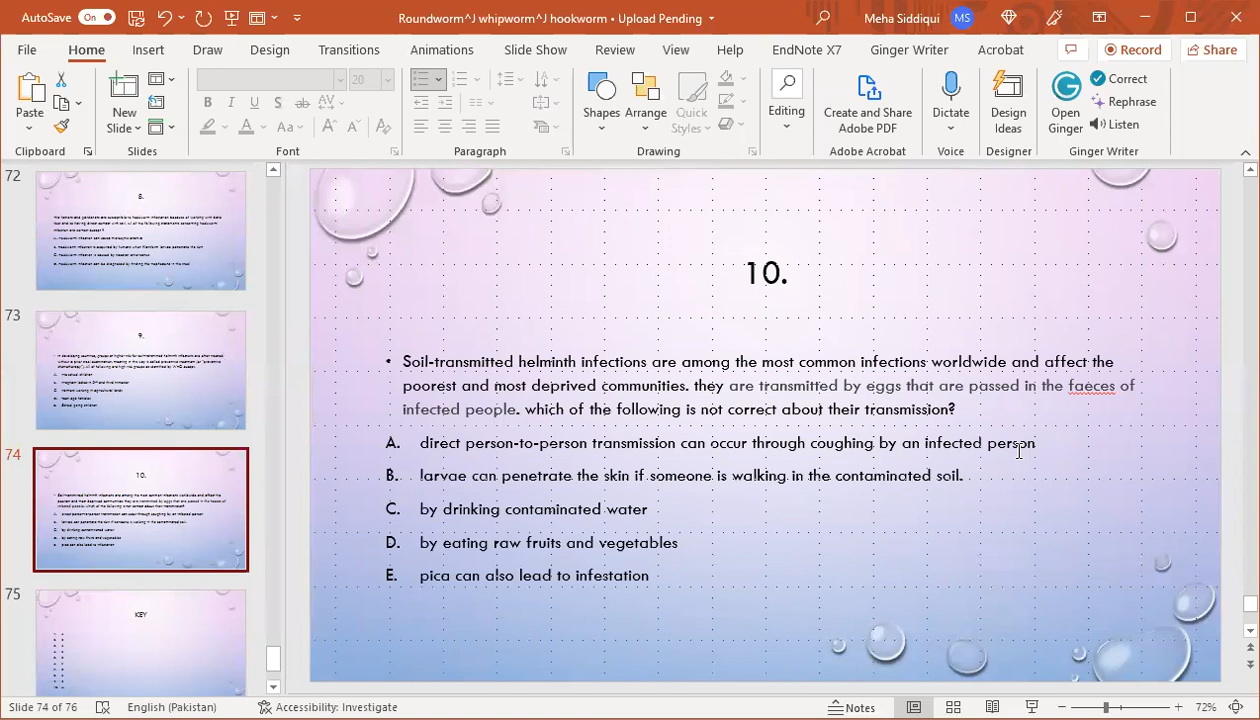 AutoSave On Roundworm^J whipworm^J hookworm • Upload Pending Meha Siddiqui MS
File Home Insert Draw Design Transitions Animations Slide Show Review View Help EndNote X7 Ginger Writer Acrobat Record Share
Paste
New Slide
20
B I U S ab AV
Aa A A
Shapes
Arrange
Quick Styles
Editing
Create and Share Adobe PDF
Dictate
Design Ideas
Open Ginger
Correct
Rephrase
Listen
Clipboard Slides Font Paragraph Drawing Adobe Acrobat Voice Designer Ginger Writer
72
8.
73
9.
74
10.
75
KEY
10.
• Soil-transmitted helminth infections are among the most common infections worldwide and affect the
poorest and most deprived communities. they are transmitted by eggs that are passed in the faeces of
infected people. which of the following is not correct about their transmission?
A. direct person-to-person transmission can occur through coughing by an infected person
B. larvae can penetrate the skin if someone is walking in the contaminated soil.
C. by drinking contaminated water
D. by eating raw fruits and vegetables
E. pica can also lead to infestation
Slide 74 of 76 English (Pakistan) Accessibility: Investigate Notes 72%